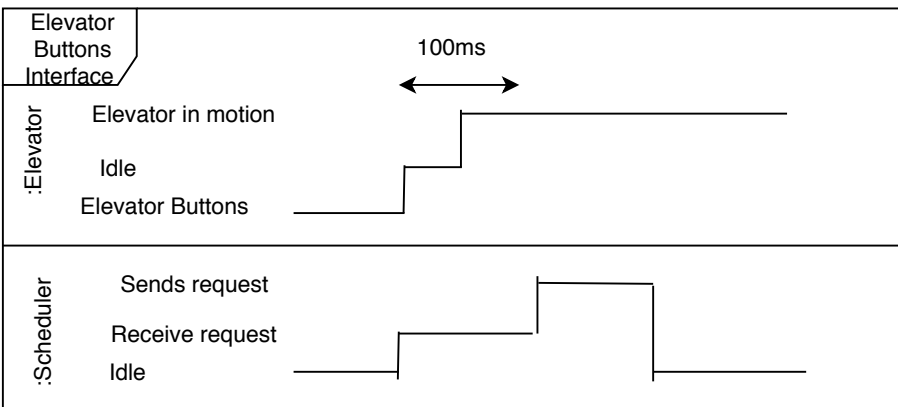 Elevator
Buttons
Interface
100ms
:Elevator
Elevator in motion
Idle
Elevator Buttons
:Scheduler
Sends request
Receive request
Idle